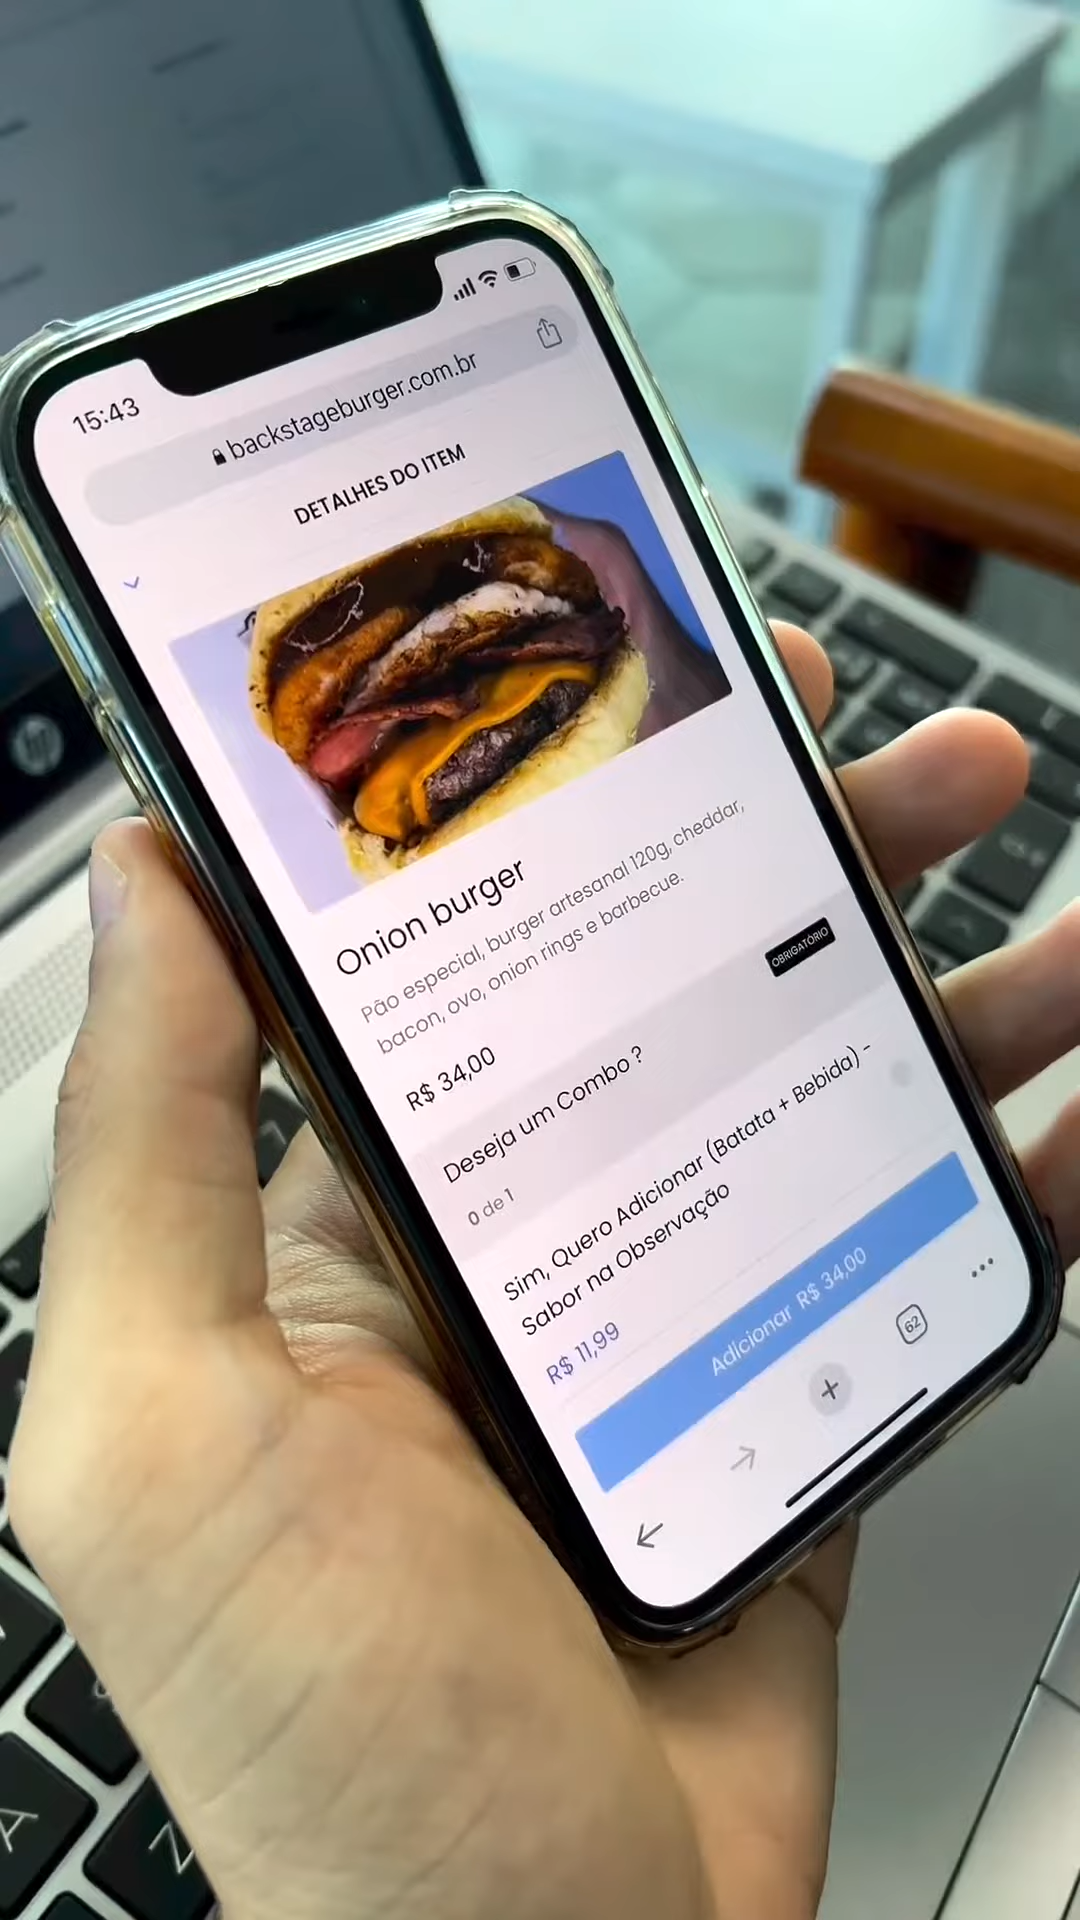 15:43
backstageburger.com.br
DETALHES DO ITEM
Onion burger
Pão especial, burger artesanal 120g, cheddar,
bacon, ovo, onion rings e barbecue.
R$ 34,00
OBRIGATÓRIO
Deseja um Combo ?
0 de 1
Sim, Quero Adicionar (Batata + Bebida) -
Sabor na Observação
R$ 11,99
Adicionar R$ 34,00
62
hp
A
Z